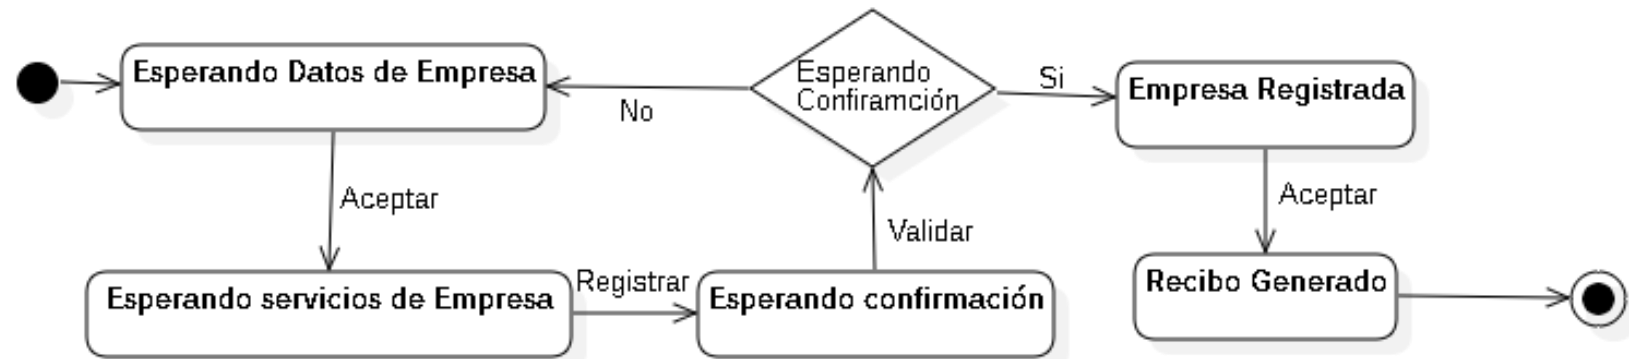 Esperando Datos de Empresa
No
Esperando
Confiramción
Si
Empresa Registrada
Aceptar
Validar
Aceptar
Esperando servicios de Empresa
Registrar
Esperando confirmación
Recibo Generado